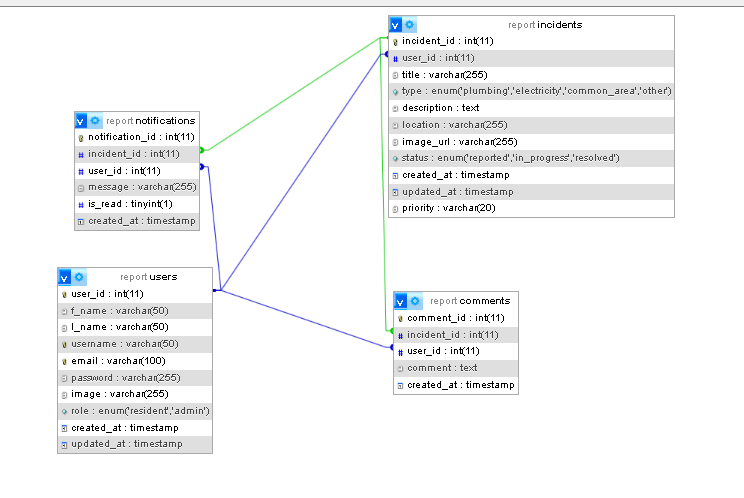 report incidents
incident_id : int(11)
user_id : int(11)
title : varchar(255)
type : enum('plumbing','electricity','common_area','other')
description : text
location : varchar(255)
image_url : varchar(255)
status : enum('reported','in_progress','resolved')
created_at : timestamp
updated_at : timestamp
priority : varchar(20)
report notifications
notification_id : int(11)
incident_id : int(11)
user_id : int(11)
message : varchar(255)
is_read : tinyint(1)
created_at : timestamp
report users
user_id : int(11)
f_name : varchar(50)
l_name : varchar(50)
username : varchar(50)
email : varchar(100)
password : varchar(255)
image : varchar(255)
role : enum('resident','admin')
created_at : timestamp
updated_at : timestamp
report comments
comment_id : int(11)
incident_id : int(11)
user_id : int(11)
comment : text
created_at : timestamp